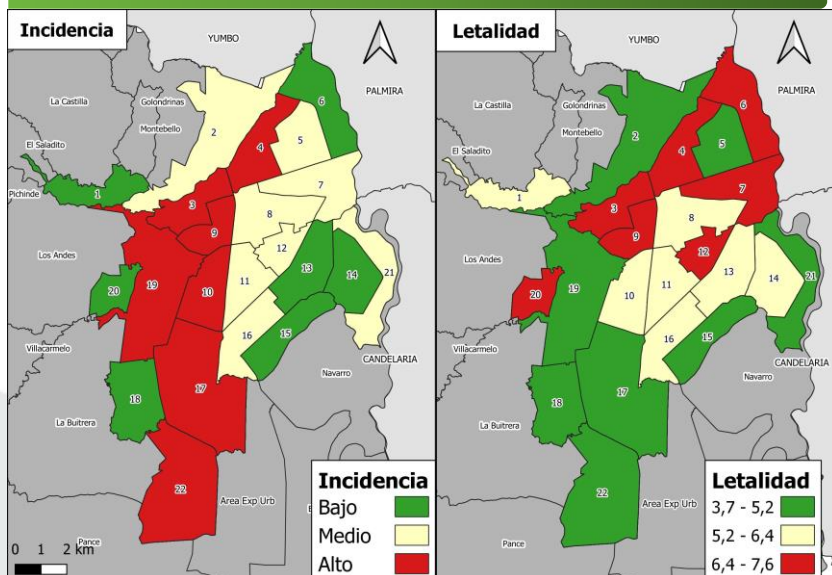 Incidencia
YUMBO
La Castilla
Golondrinas
Montebello
PALMIRA
El Saladito
Pichinde
Los Andes
Villacarmelo
La Buitrera
Pance
Navarro
CANDELARIA
Area Exp Urb
1
2
3
4
5
6
7
8
9
10
11
12
13
14
15
16
17
18
19
20
21
22
0 1 2 km
Incidencia
Bajo
Medio
Alto
Letalidad
YUMBO
La Castilla
Golondrinas
Montebello
PALMIRA
El Saladito
Pichinde
Los Andes
Villacarmelo
La Buitrera
Pance
Navarro
CANDELARIA
Area Exp Urb
1
2
3
4
5
6
7
8
9
10
11
12
13
14
15
16
17
18
19
20
21
22
Letalidad
3,7 - 5,2
5,2 - 6,4
6,4 - 7,6